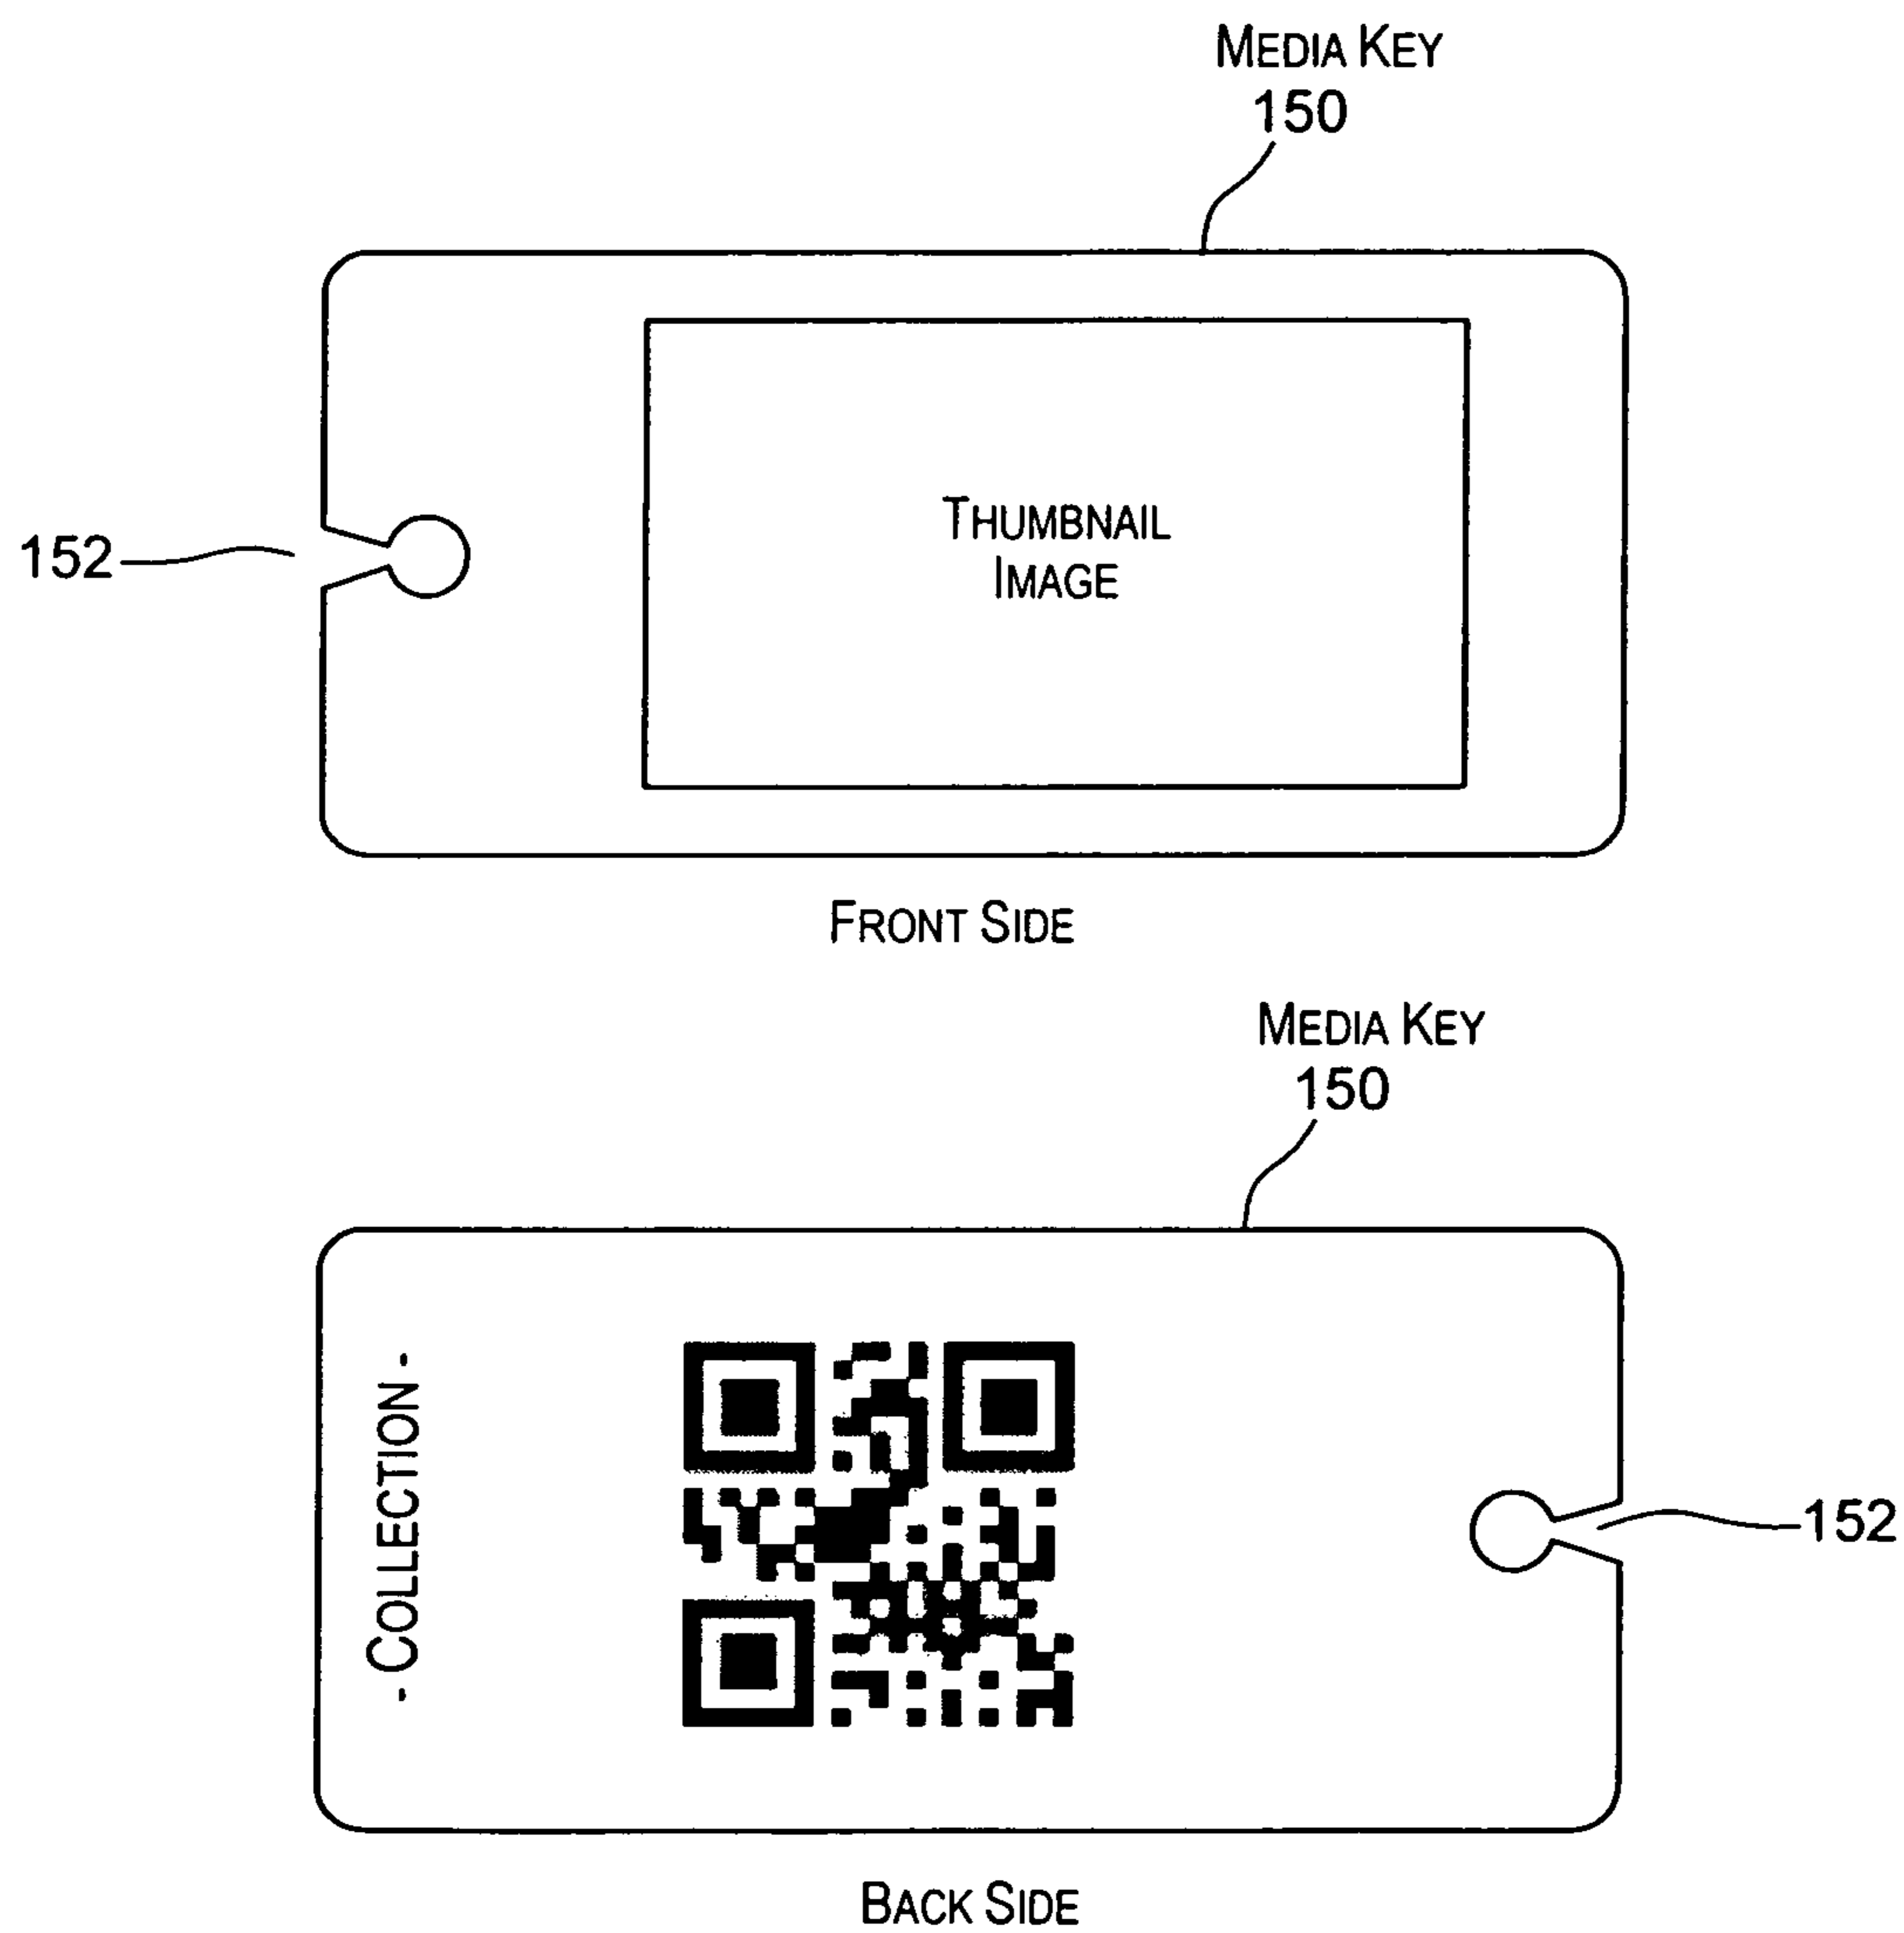 MEDIA KEY
150
THUMBNAIL
IMAGE
152
FRONT SIDE
MEDIA KEY
150
- COLLECTION -
152
BACK SIDE